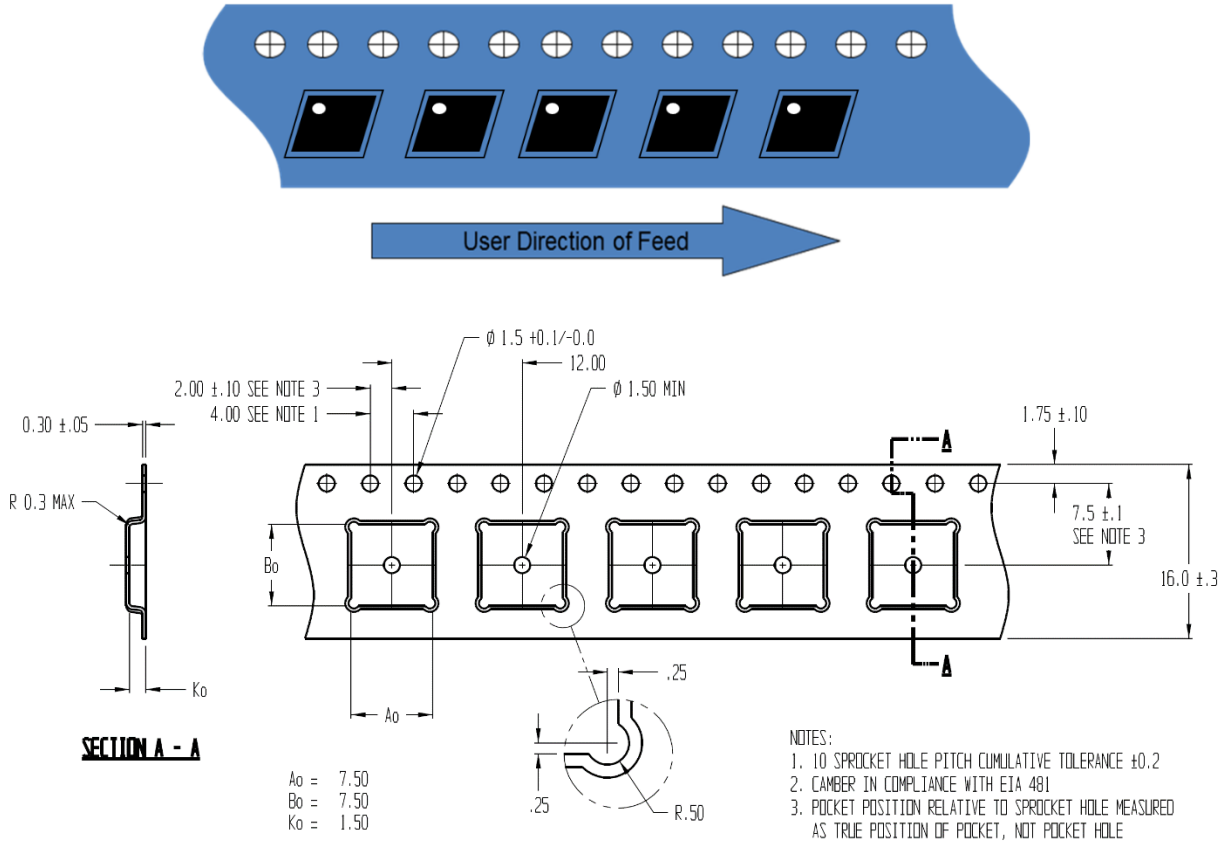 User Direction of Feed
Ø 1.5 +0.1/-0.0
12.00
2.00 ±.10 SEE NOTE 3
Ø 1.50 MIN
4.00 SEE NOTE 1
0.30 ±.05
1.75 ±.10
A
R 0.3 MAX
7.5 ±.1
SEE NOTE 3
Bo
16.0 ±.3
A
.25
Ko
Ao
SECTION A - A
Ao = 7.50
Bo = 7.50
Ko = 1.50
.25
R.50
NOTES:
1. 10 SPROCKET HOLE PITCH CUMULATIVE TOLERANCE ±0.2
2. CAMBER IN COMPLIANCE WITH EIA 481
3. POCKET POSITION RELATIVE TO SPROCKET HOLE MEASURED
AS TRUE POSITION OF POCKET, NOT POCKET HOLE